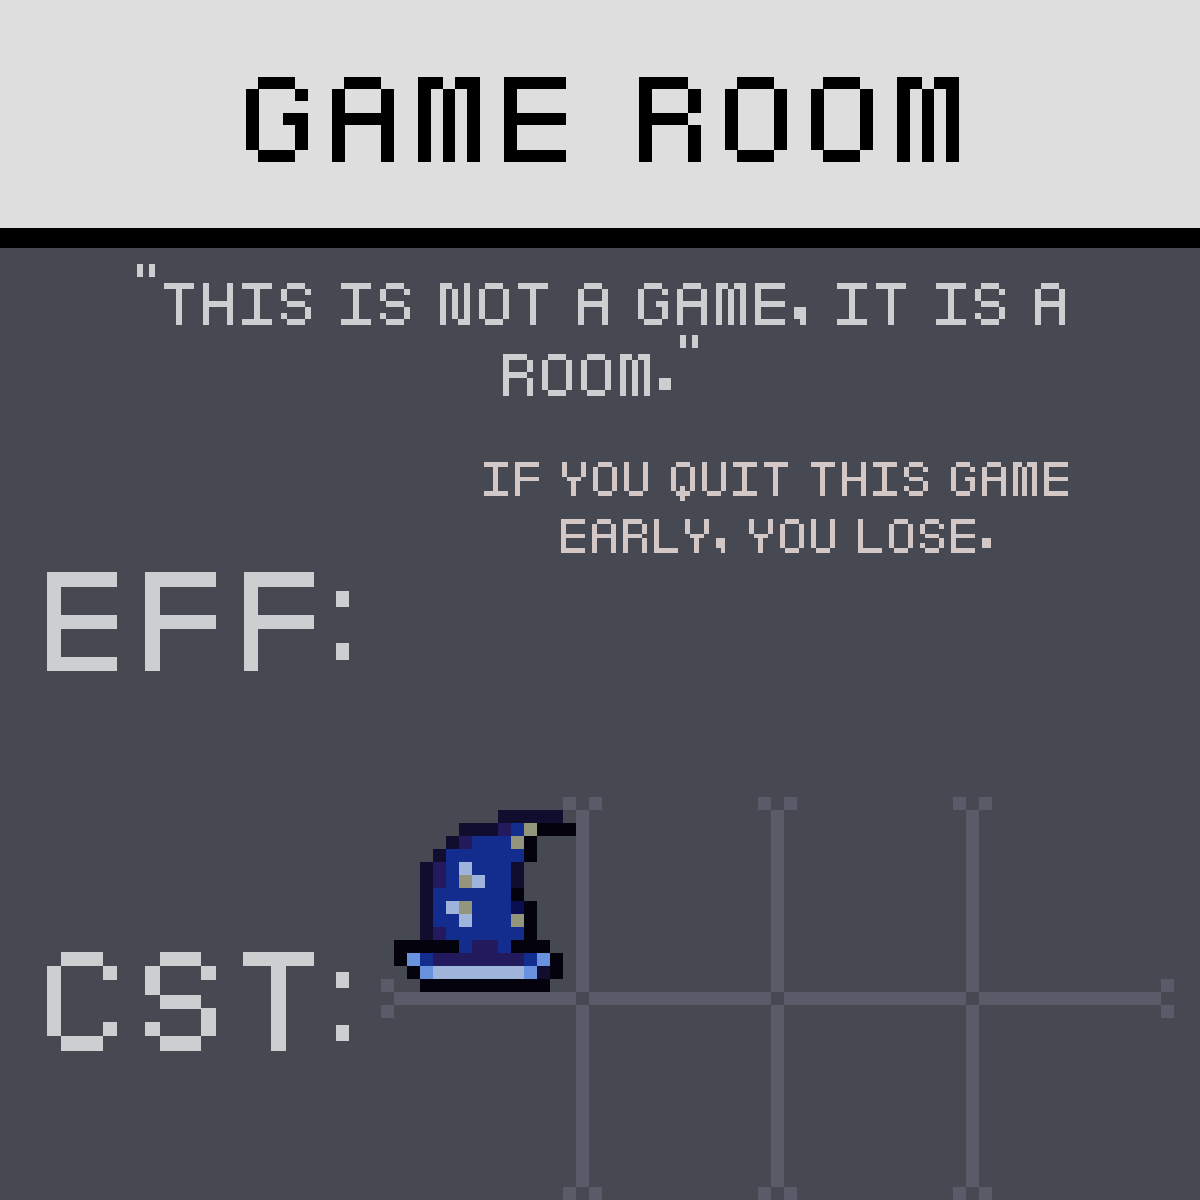 GAME ROOM
"THIS IS NOT A GAME, IT IS A
ROOM."
IF YOU QUIT THIS GAME
EARLY, YOU LOSE.
EFF:
CST: